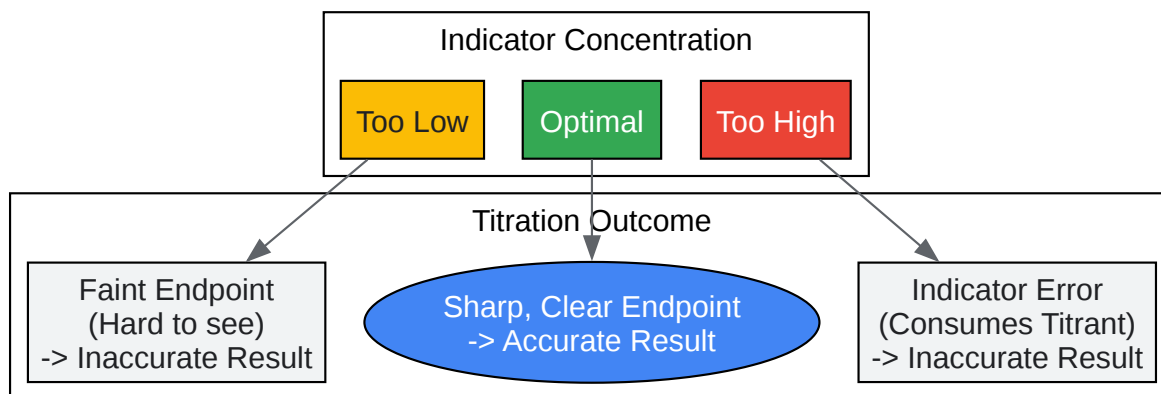 Indicator Concentration
Too Low
Optimal
Too High
Titration Outcome
Faint Endpoint
(Hard to see)
-> Inaccurate Result
Sharp, Clear Endpoint
-> Accurate Result
Indicator Error
(Consumes Titrant)
-> Inaccurate Result